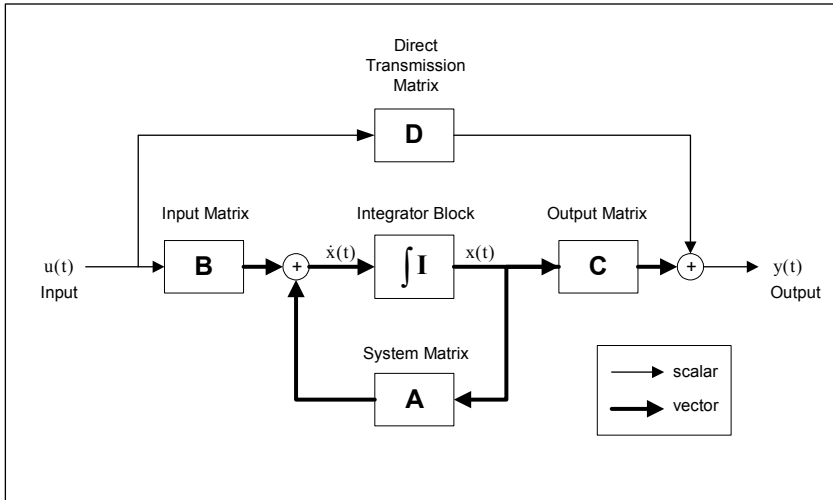 Direct
Transmission
Matrix
D
Input Matrix
Integrator Block
Output Matrix
u(t)
Input
B
+
ẋ(t)
∫I
x(t)
C
+
y(t)
Output
System Matrix
A
scalar
vector